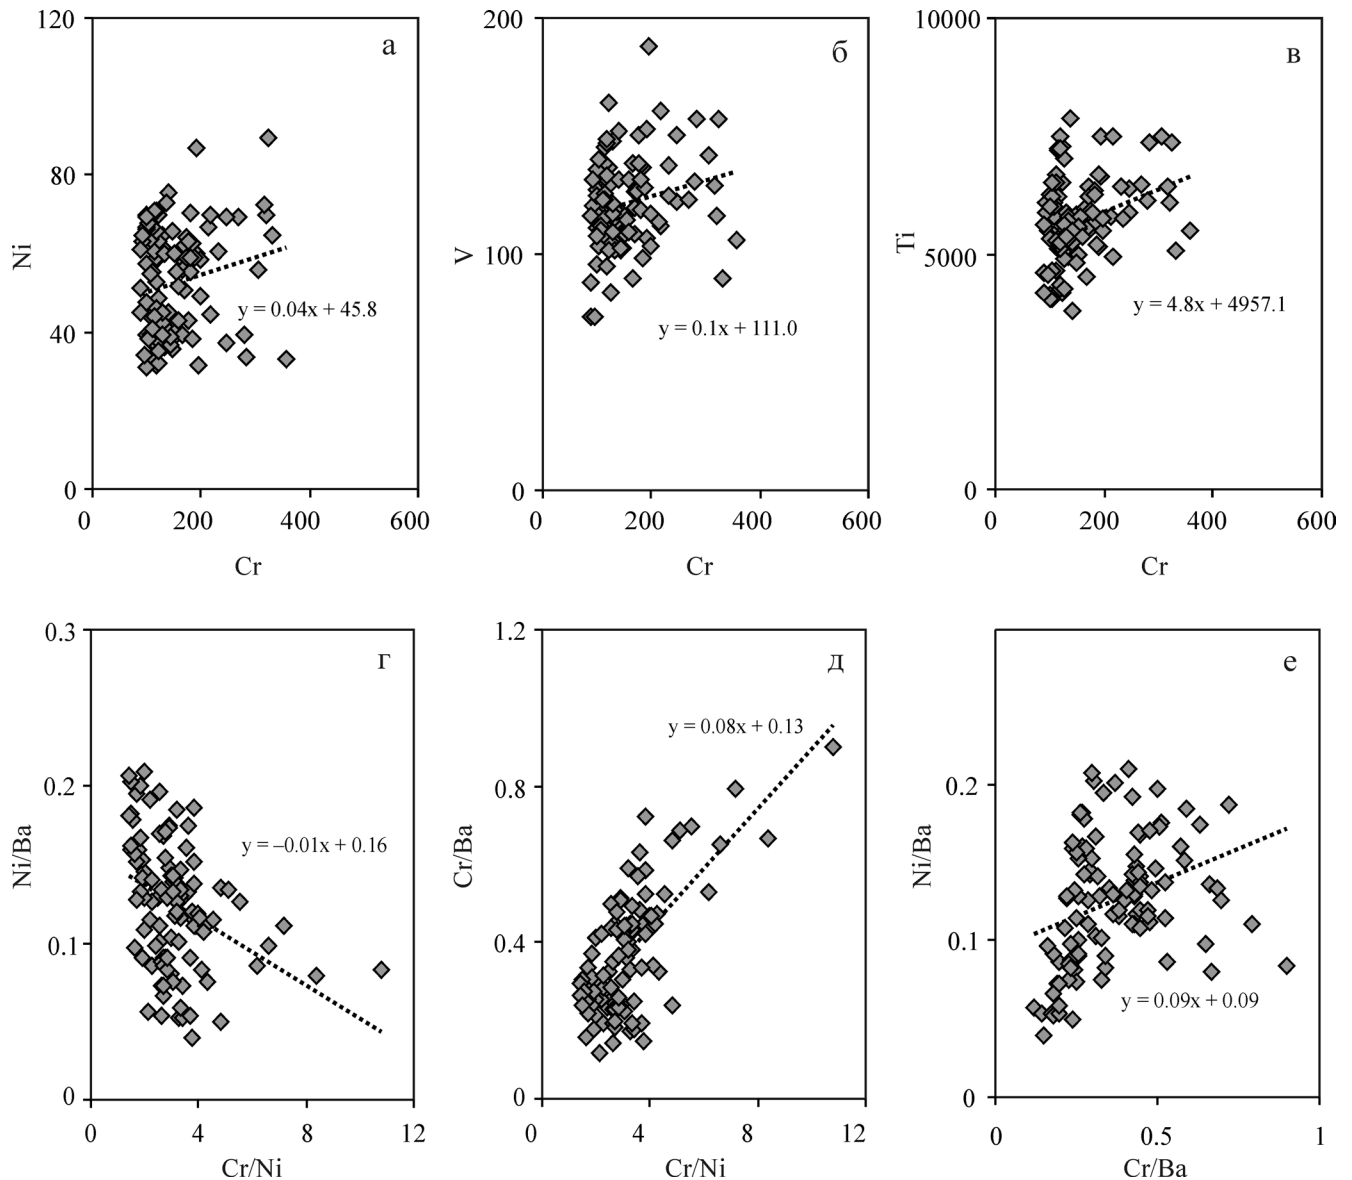 120
Ni
80
40
0
0
200
400
600
Cr
а
y = 0.04x + 45.8
200
V
100
0
0
200
400
600
Cr
б
y = 0.1x + 111.0
10000
Ti
5000
0
0
200
400
600
Cr
в
y = 4.8x + 4957.1
0.3
Ni/Ba
0.2
0.1
0
0
4
8
12
Cr/Ni
г
y = –0.01x + 0.16
1.2
Cr/Ba
0.8
0.4
0
0
4
8
12
Cr/Ni
д
y = 0.08x + 0.13
Ni/Ba
0.2
0.1
0
0
0.5
1
Cr/Ba
е
y = 0.09x + 0.09